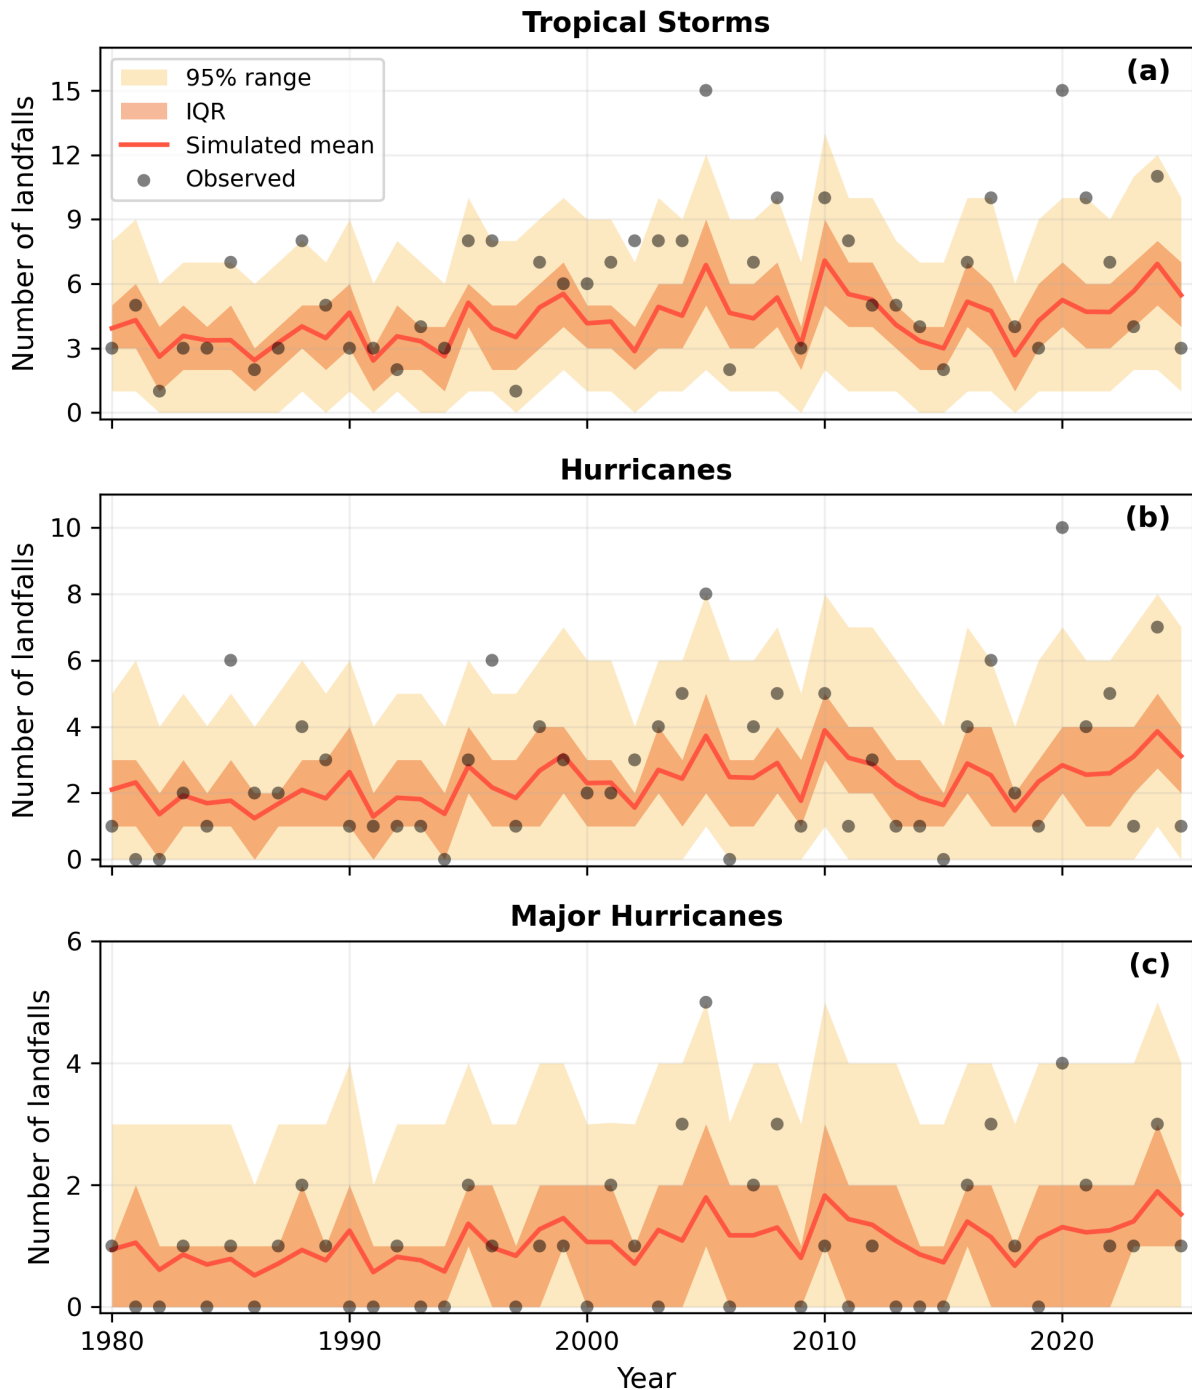 Tropical Storms
(a)
95% range
IQR
Simulated mean
Observed
Number of landfalls
15
12
9
6
3
0
Hurricanes
(b)
Number of landfalls
10
8
6
4
2
0
Major Hurricanes
(c)
Number of landfalls
6
4
2
0
1980 1990 2000 2010 2020
Year